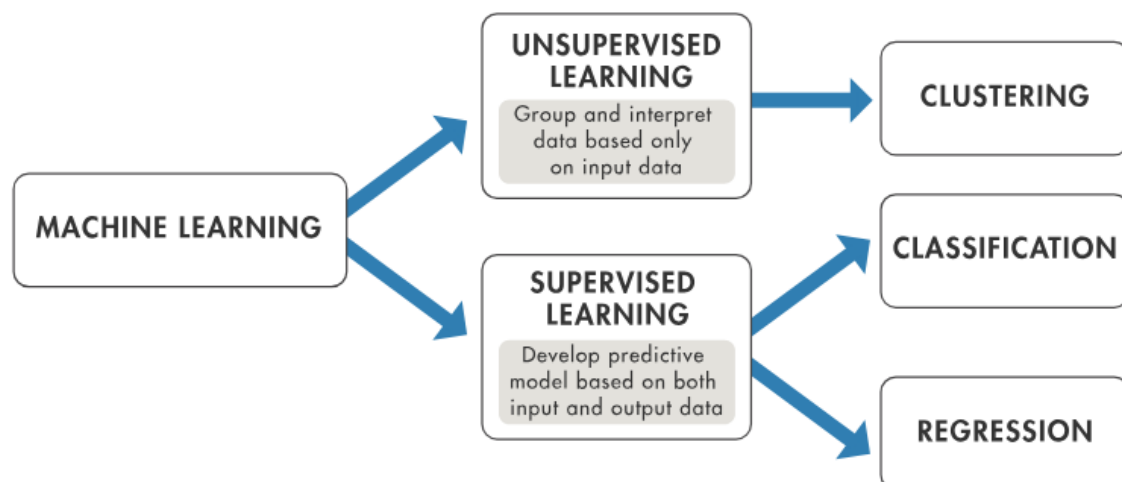 MACHINE LEARNING
UNSUPERVISED
LEARNING
Group and interpret
data based only
on input data
CLUSTERING
SUPERVISED
LEARNING
Develop predictive
model based on both
input and output data
CLASSIFICATION
REGRESSION